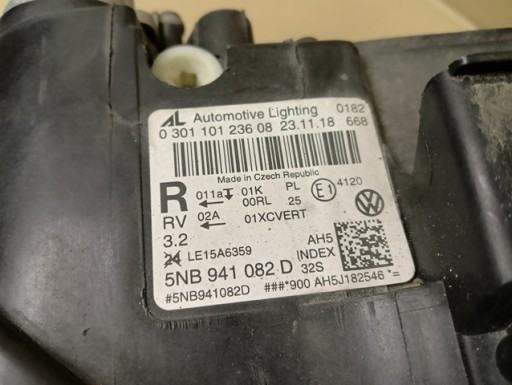 AL Automotive Lighting 0182
0 301 101 236 08 23.11.18 668
Made in Czech Republic
R 011a 01K PL E1 4120
← 00RL 25
RV 02A 01XCVERT
←
3.2
24 LE15A6359 AH5
INDEX
5NB 941 082 D 32S
#5NB941082D ###*900 AH5J182546 *=